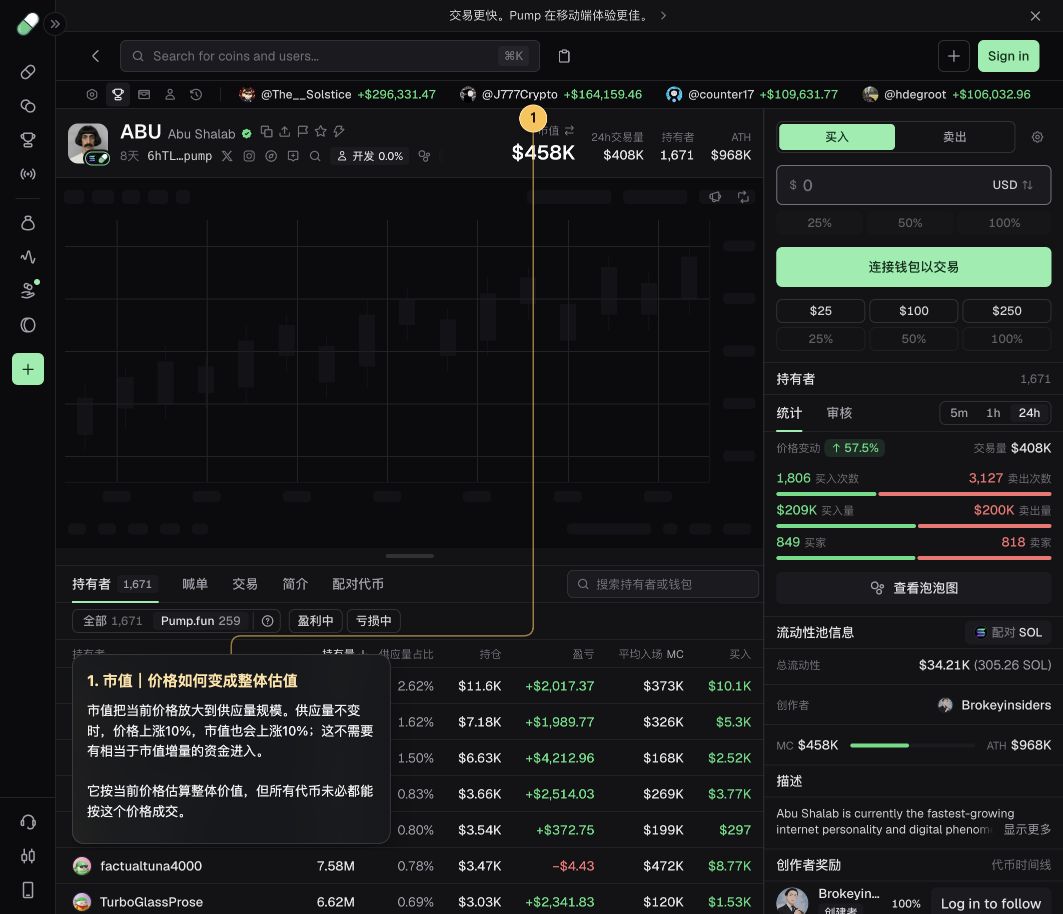 交易更快。Pump 在移动端体验更佳。
Search for coins and users...
⌘K
Sign in
@The__Solstice +$296,331.47
@J777Crypto +$164,159.46
@counter17 +$109,631.77
@hdegroot +$106,032.96
ABU Abu Shalab
8天 6hTL...pump
开发 0.0%
1
市值
$458K
24h交易量
$408K
持有者
1,671
ATH
$968K
买入
卖出
$ 0
USD
25% 50% 100%
连接钱包以交易
$25 $100 $250
25% 50% 100%
持有者 1,671
统计 审核
5m 1h 24h
价格变动 ↑ 57.5% 交易量 $408K
1,806 买入次数 3,127 卖出次数
$209K 买入量 $200K 卖出量
849 买家 818 卖家
查看泡泡图
流动性池信息 配对 SOL
总流动性 $34.21K (305.26 SOL)
创作者 Brokeyinsiders
MC $458K ATH $968K
描述
Abu Shalab is currently the fastest-growing
internet personality and digital phenom 显示更多
创作者奖励 代币时间线
Brokeyin... 100% Log in to follow
创建者
持有者 1,671 喊单 交易 简介 配对代币
搜索持有者或钱包
全部 1,671 Pump.fun 259 盈利中 亏损中
持有者 持有量 ↓ 供应量占比 持仓 盈亏 平均入场 MC 买入
2.62% $11.6K +$2,017.37 $373K $10.1K
1.62% $7.18K +$1,989.77 $326K $5.3K
1.50% $6.63K +$4,212.96 $168K $2.52K
0.83% $3.66K +$2,514.03 $269K $3.77K
0.80% $3.54K +$372.75 $199K $297
factualtuna4000 7.58M 0.78% $3.47K −$4.43 $472K $8.77K
TurboGlassProse 6.62M 0.69% $3.03K +$2,341.83 $120K $1.53K
1. 市值｜价格如何变成整体估值
市值把当前价格放大到供应量规模。供应量不变
时，价格上涨10%，市值也会上涨10%；这不需要
有相当于市值增量的资金进入。
它按当前价格估算整体价值，但所有代币未必都能
按这个价格成交。